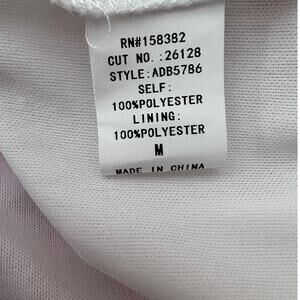 RN#158382
CUT NO.:26128
STYLE:ADB5786
SELF:
100%POLYESTER
LINING:
100%POLYESTER
M
MADE IN CHINA